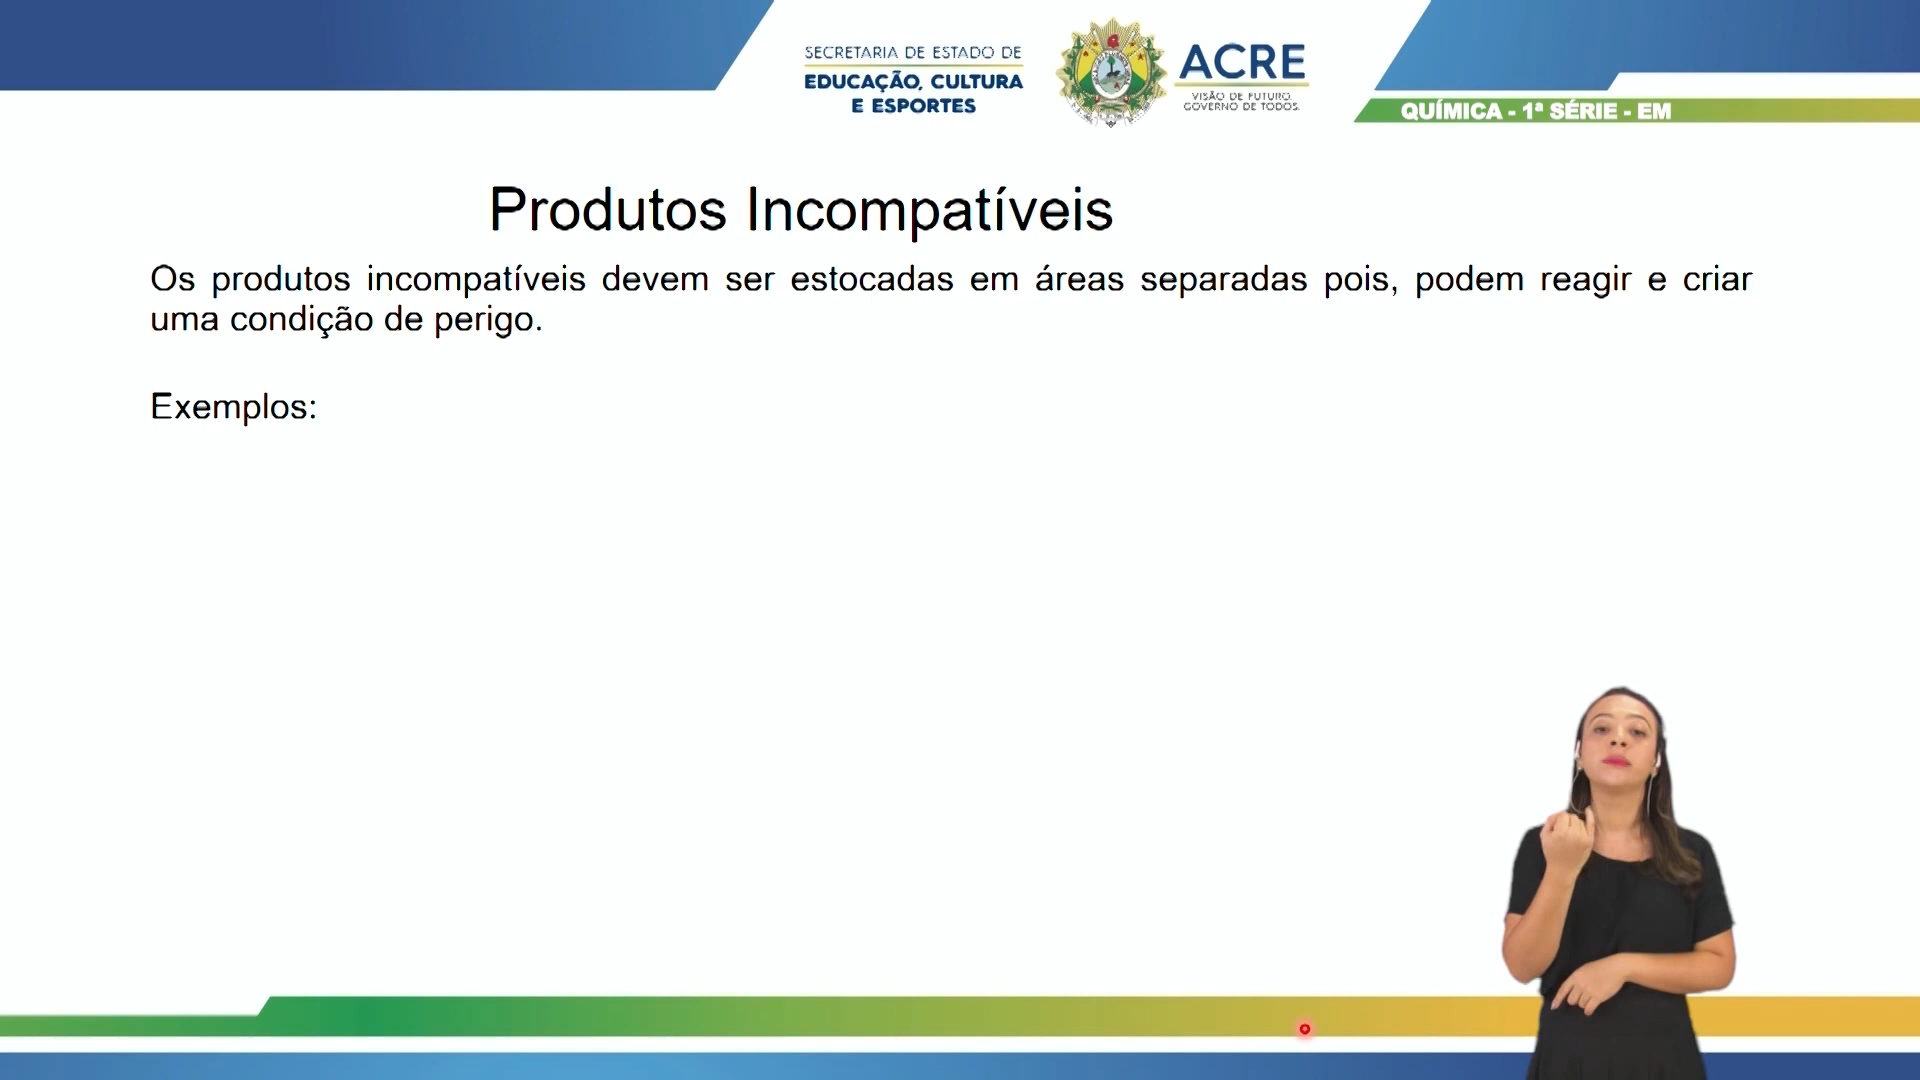 SECRETARIA DE ESTADO DE
EDUCAÇÃO, CULTURA
E ESPORTES
ACRE
VISÃO DE FUTURO.
GOVERNO DE TODOS.
QUÍMICA - 1ª SÉRIE - EM
Produtos Incompatíveis
Os produtos incompatíveis devem ser estocadas em áreas separadas pois, podem reagir e criar
uma condição de perigo.
Exemplos: